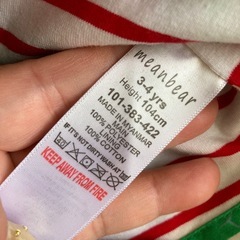 meanbear
3-4 yrs
Height 104cm
101-383-422
MADE IN MYANMAR
MAIN
100% POLYESTER
LINING
100% COTTON
IF IT'S NOT DIRTY WASH AT 30
KEEP AWAY FROM FIRE